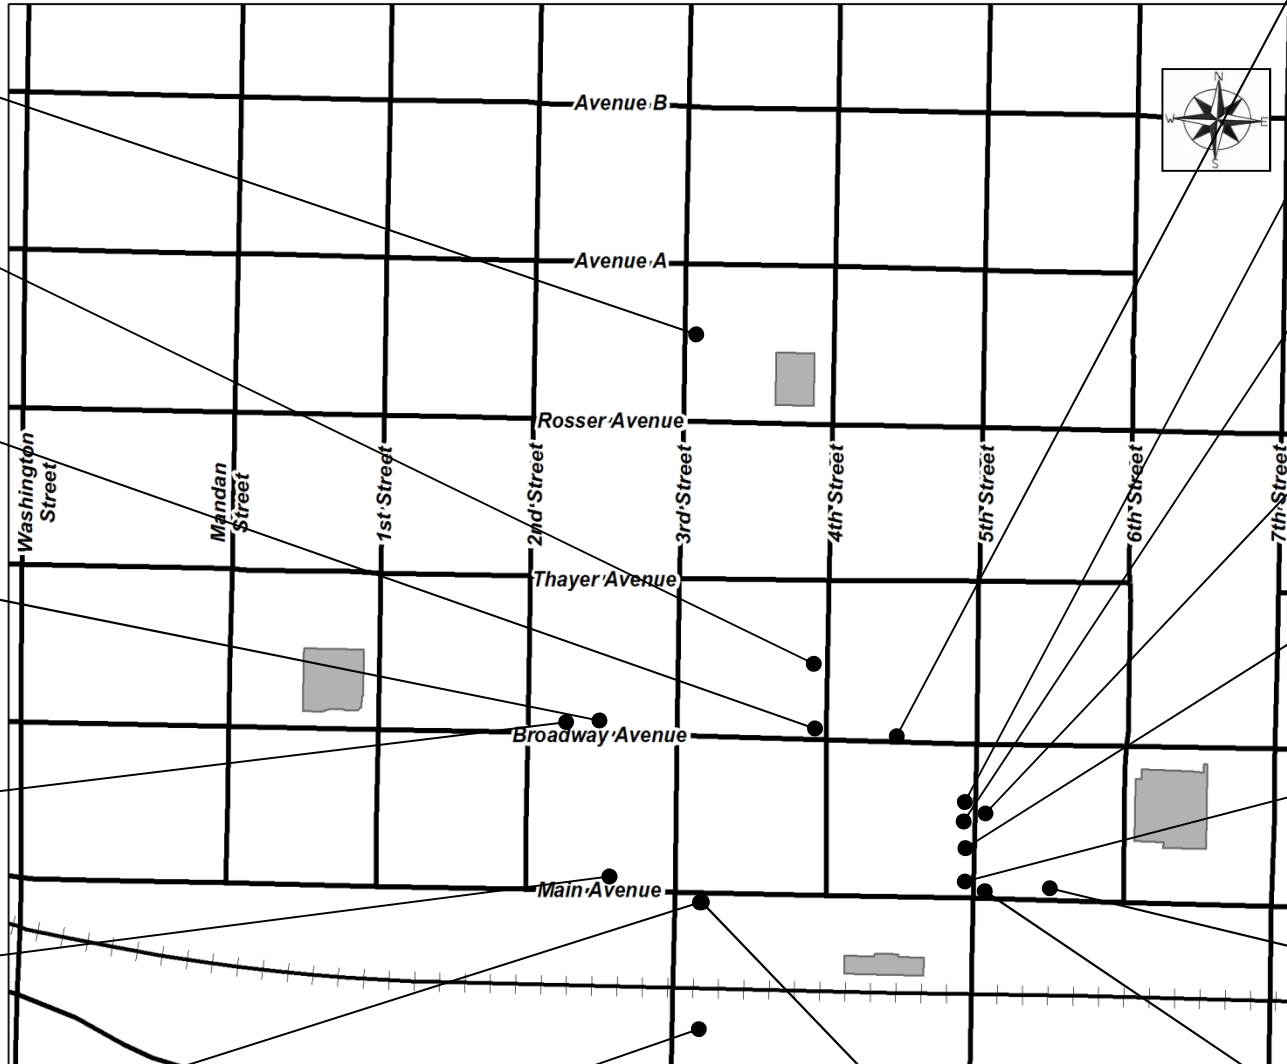 N
W E
S
Avenue B
Avenue A
Rosser Avenue
Washington
Street
Mandan
Street
1st Street
2nd Street
3rd Street
4th Street
5th Street
6th Street
7th Street
Thayer Avenue
Broadway Avenue
Main Avenue